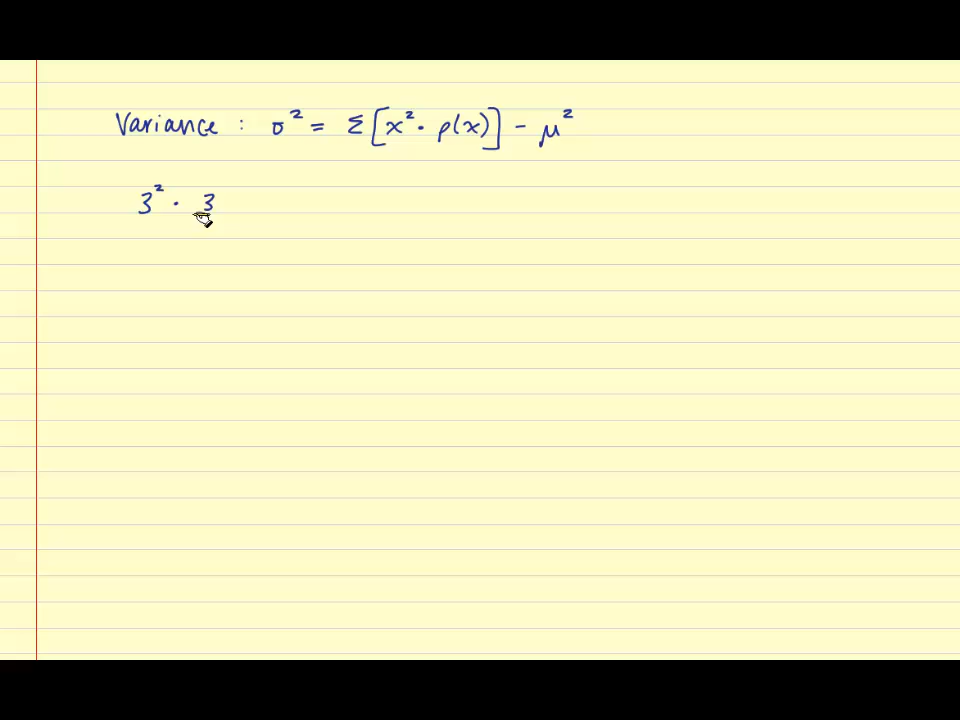 Variance : σ² = Σ[x² · p(x)] - μ²
3² · 3